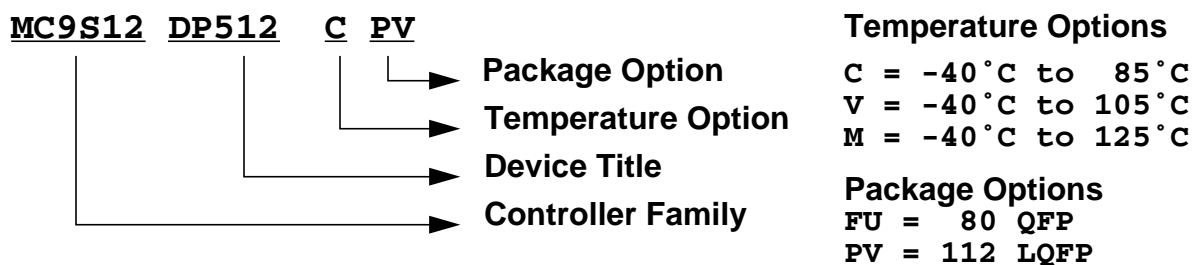 MC9S12 DP512 C PV
Package Option
Temperature Option
Device Title
Controller Family
Temperature Options
C = -40˚C to 85˚C
V = -40˚C to 105˚C
M = -40˚C to 125˚C
Package Options
FU = 80 QFP
PV = 112 LQFP